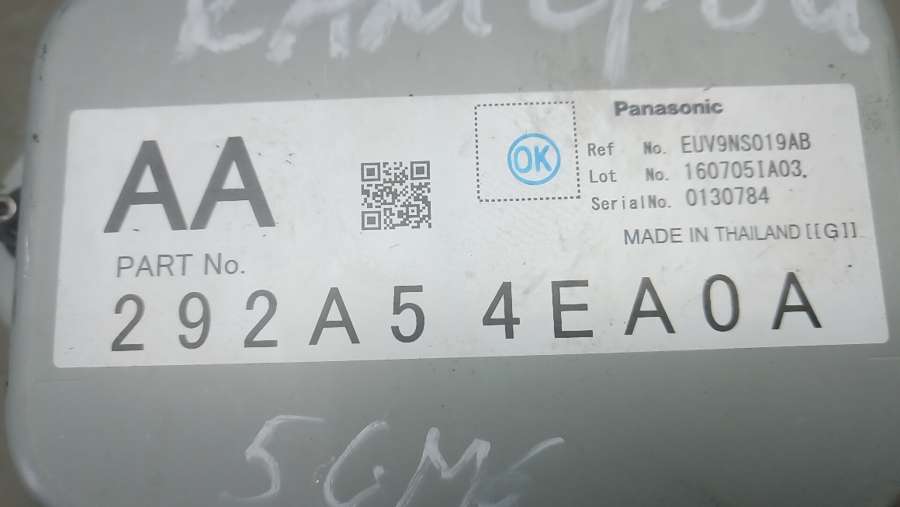 AA
OK
Panasonic
Ref No. EUV9NS019AB
Lot No. 160705IA03.
SerialNo. 0130784
MADE IN THAILAND [[G]]
PART No.
292A5 4EA0A